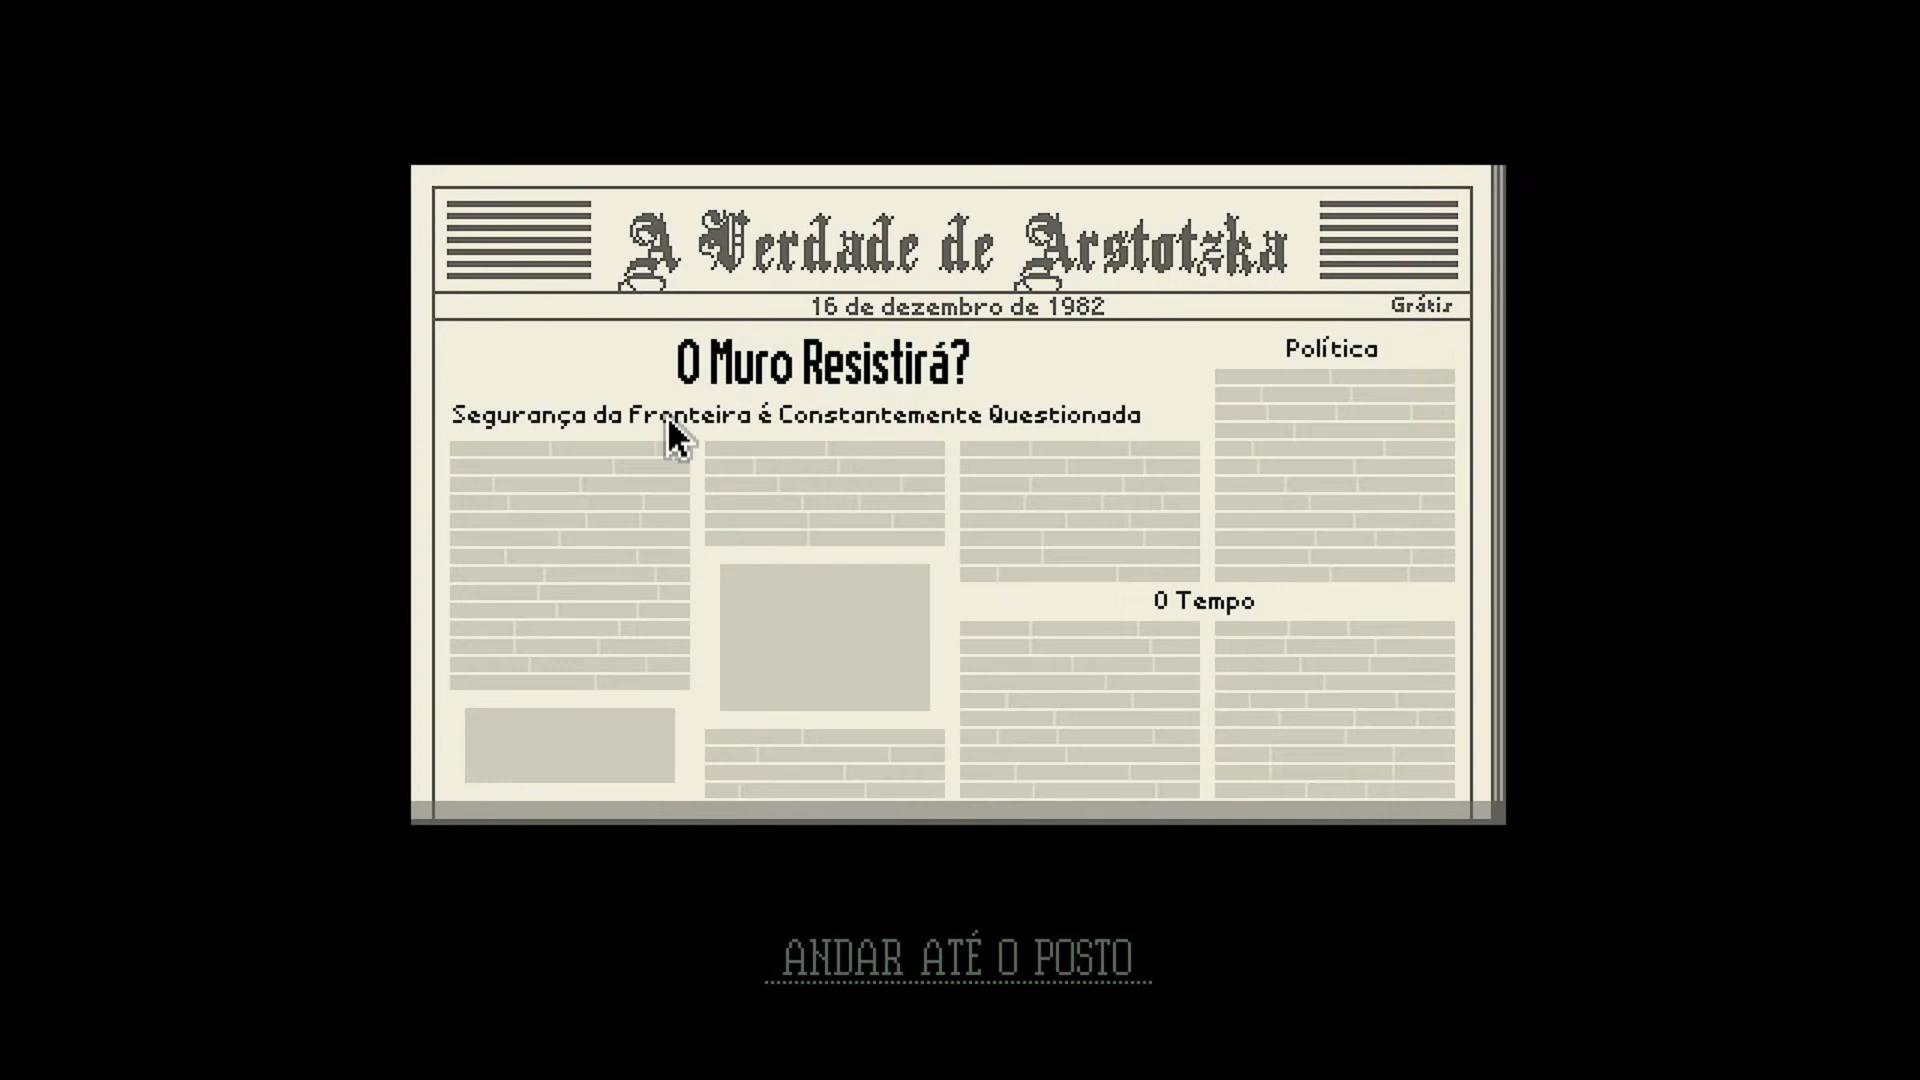 A Verdade de Arstotzka
16 de dezembro de 1982
Grátis
O Muro Resistirá?
Segurança da Fronteira é Constantemente Questionada
Política
O Tempo
ANDAR ATÉ O POSTO